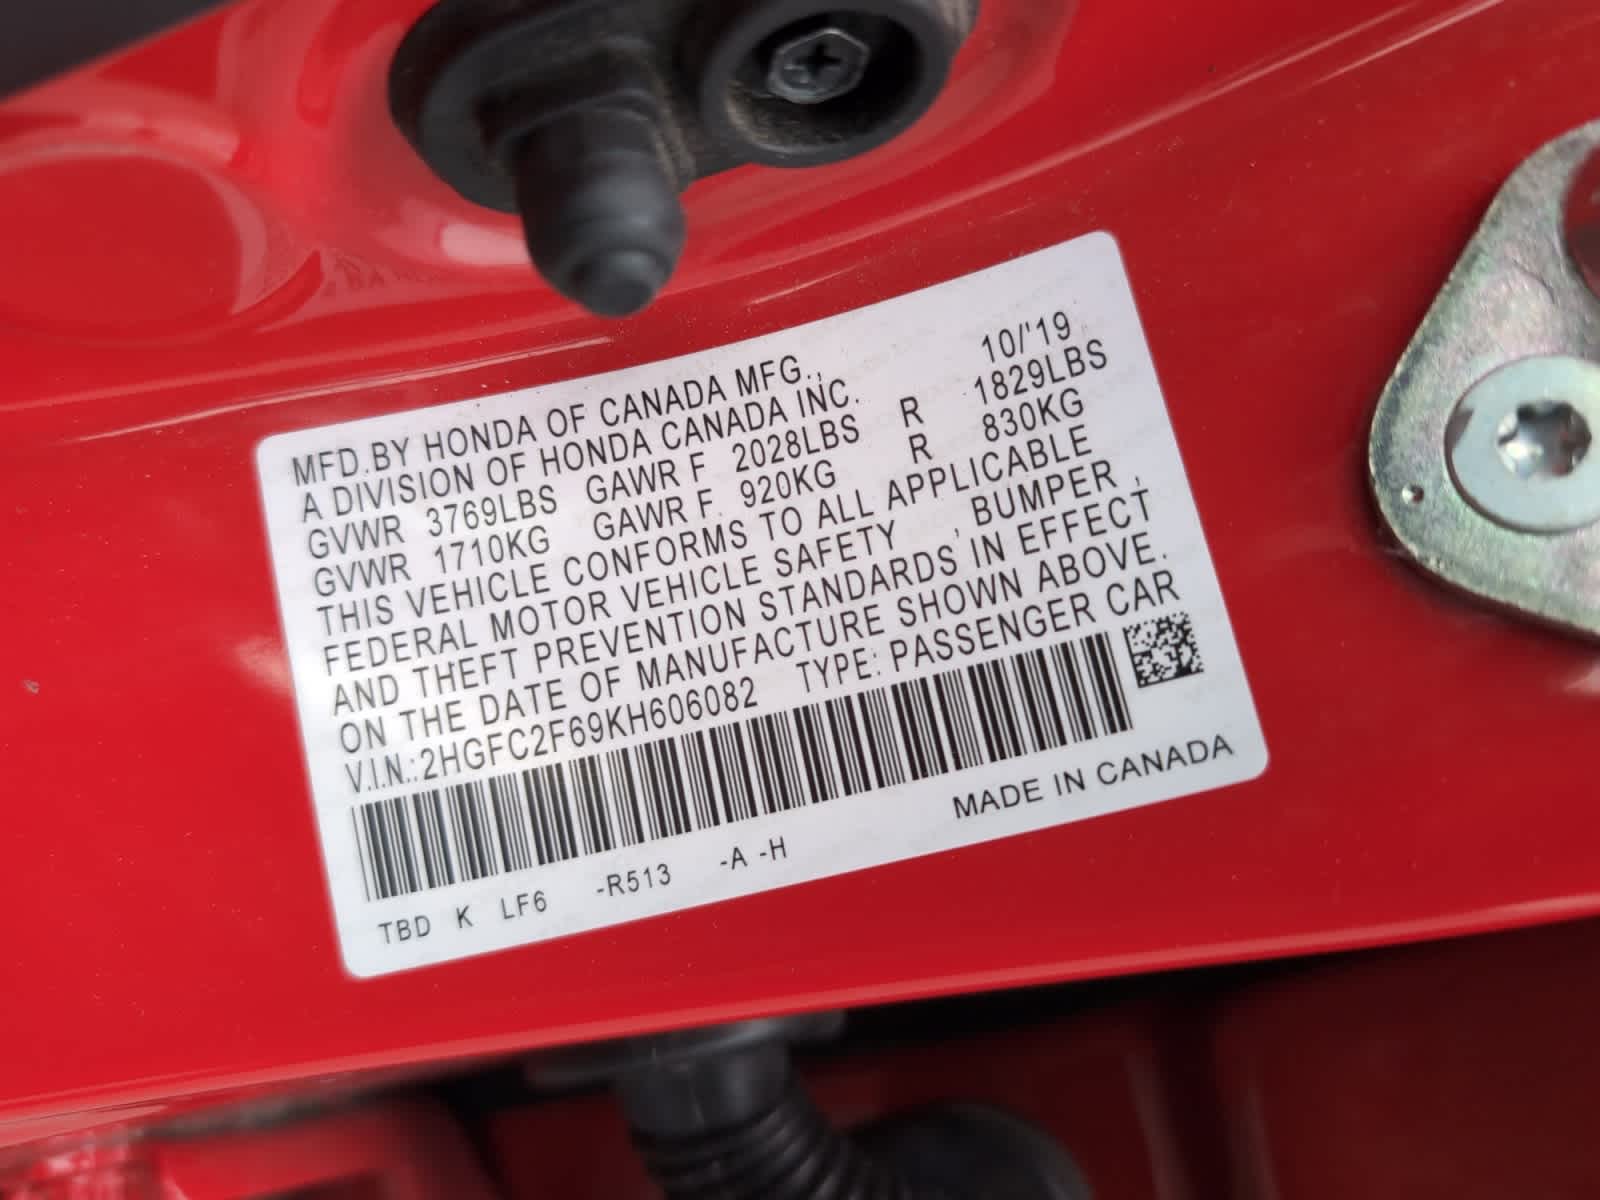 10/'19
MFD.BY HONDA OF CANADA MFG.,
A DIVISION OF HONDA CANADA INC.
GVWR 3769LBS GAWR F 2028LBS R 1829LBS
GVWR 1710KG GAWR F. 920KG R 830KG
THIS VEHICLE CONFORMS TO ALL APPLICABLE
FEDERAL MOTOR VEHICLE SAFETY , BUMPER ,
AND THEFT PREVENTION STANDARDS IN EFFECT
ON THE DATE OF MANUFACTURE SHOWN ABOVE.
V.I.N.:2HGFC2F69KH606082 TYPE: PASSENGER CAR
MADE IN CANADA
TBD K LF6 -R513 -A -H